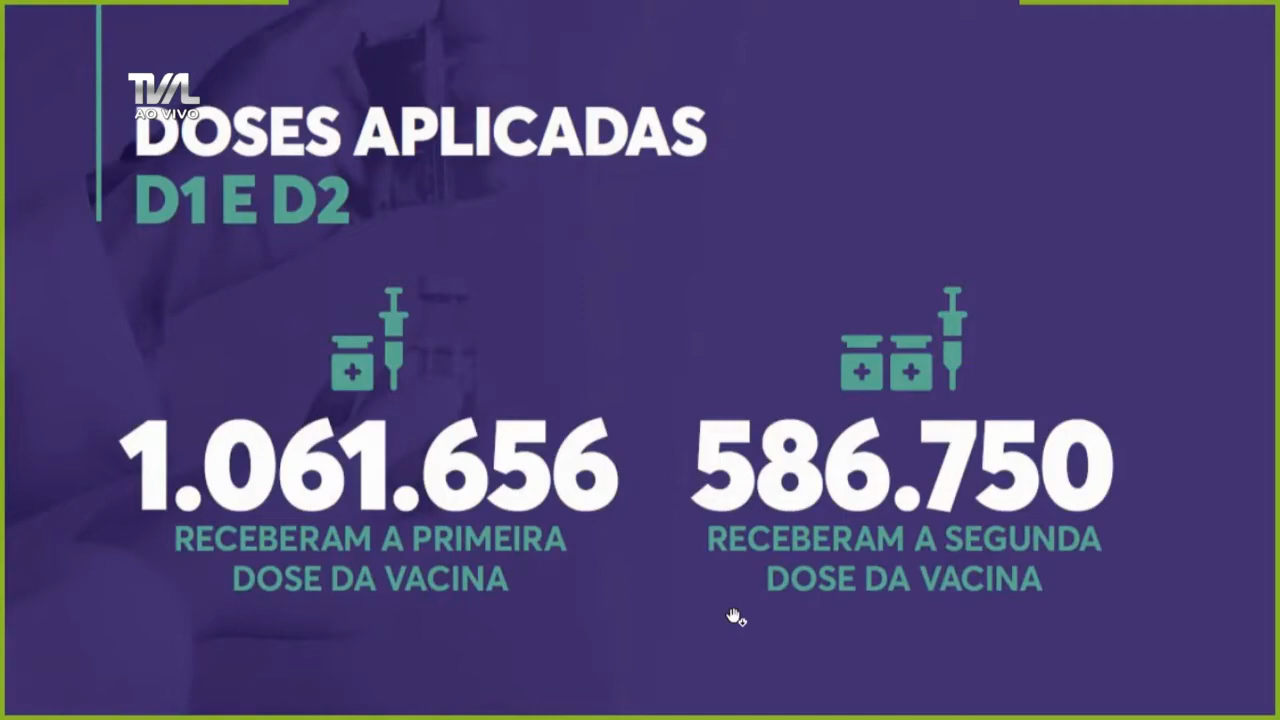 TVAL
AO VIVO
DOSES APLICADAS
D1 E D2
1.061.656
RECEBERAM A PRIMEIRA
DOSE DA VACINA
586.750
RECEBERAM A SEGUNDA
DOSE DA VACINA